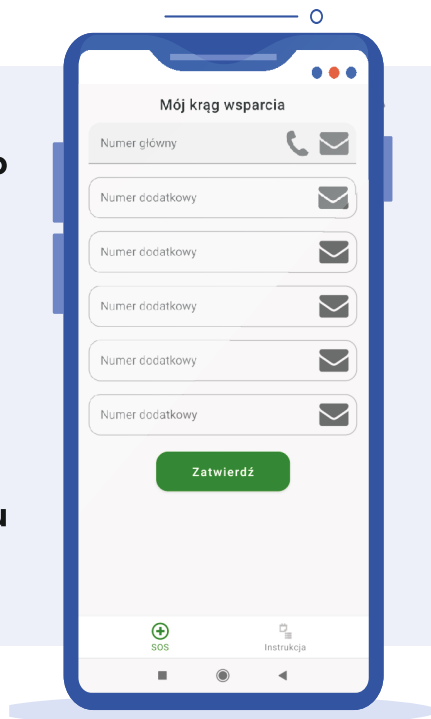 Mój krąg wsparcia
Numer główny
Numer dodatkowy
Numer dodatkowy
Numer dodatkowy
Numer dodatkowy
Numer dodatkowy
Zatwierdź
SOS
Instrukcja